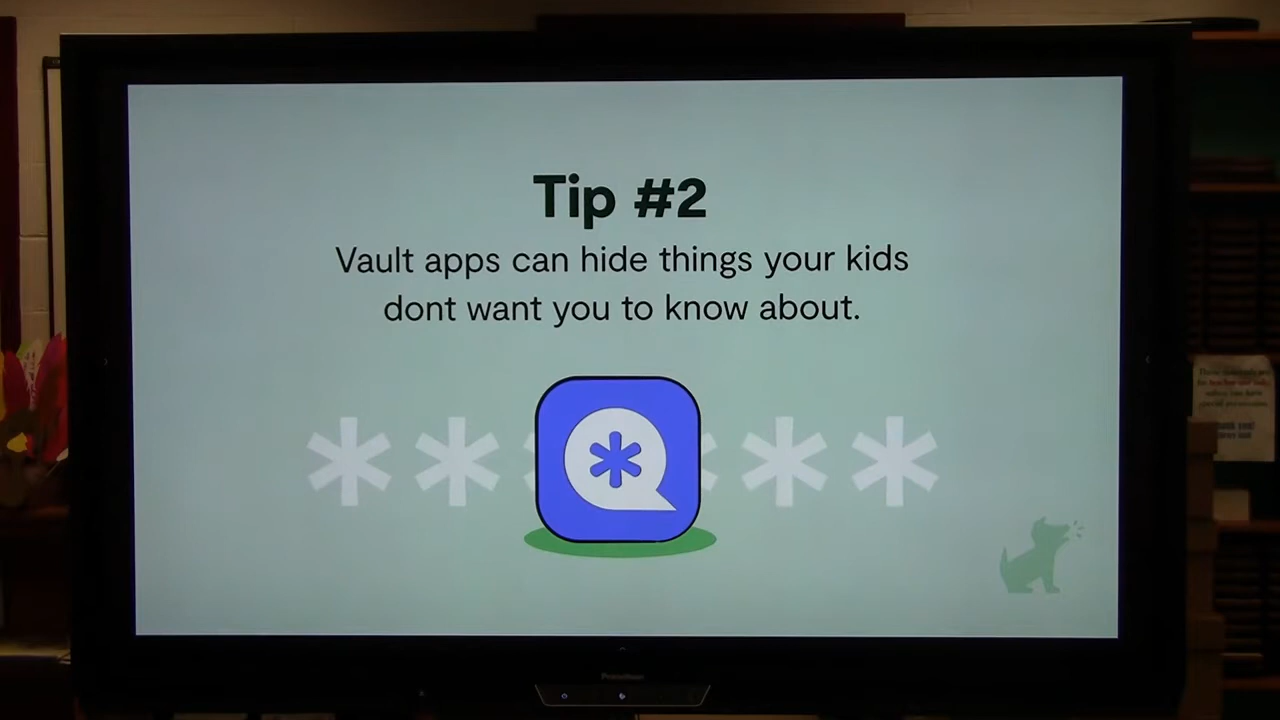 Tip #2
Vault apps can hide things your kids
dont want you to know about.